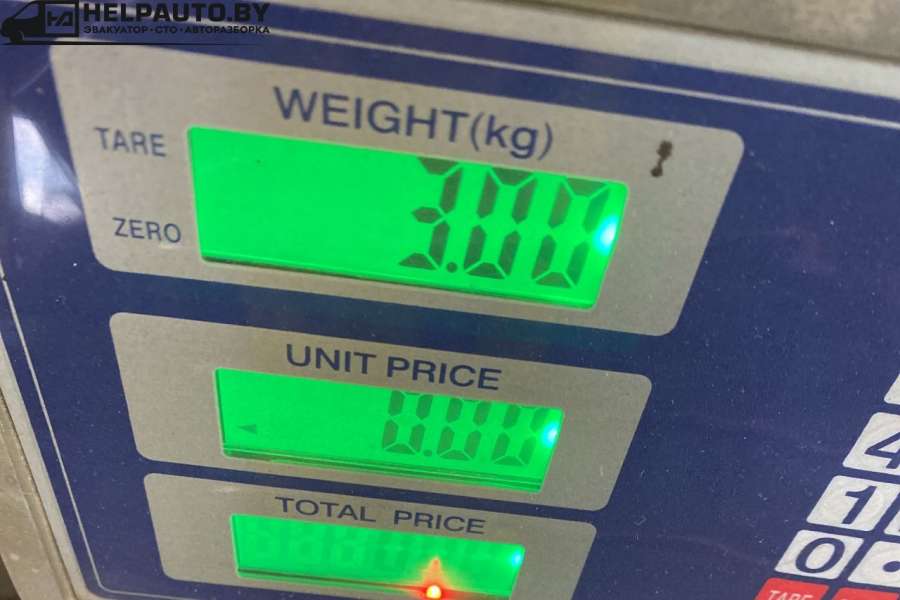 HELPAUTO.BY
ЭВАКУАТОР·СТО·АВТОРАЗБОРКА
WEIGHT(kg)
TARE
3.00
ZERO
UNIT PRICE
0.00
TOTAL PRICE
4
1
0
TARE